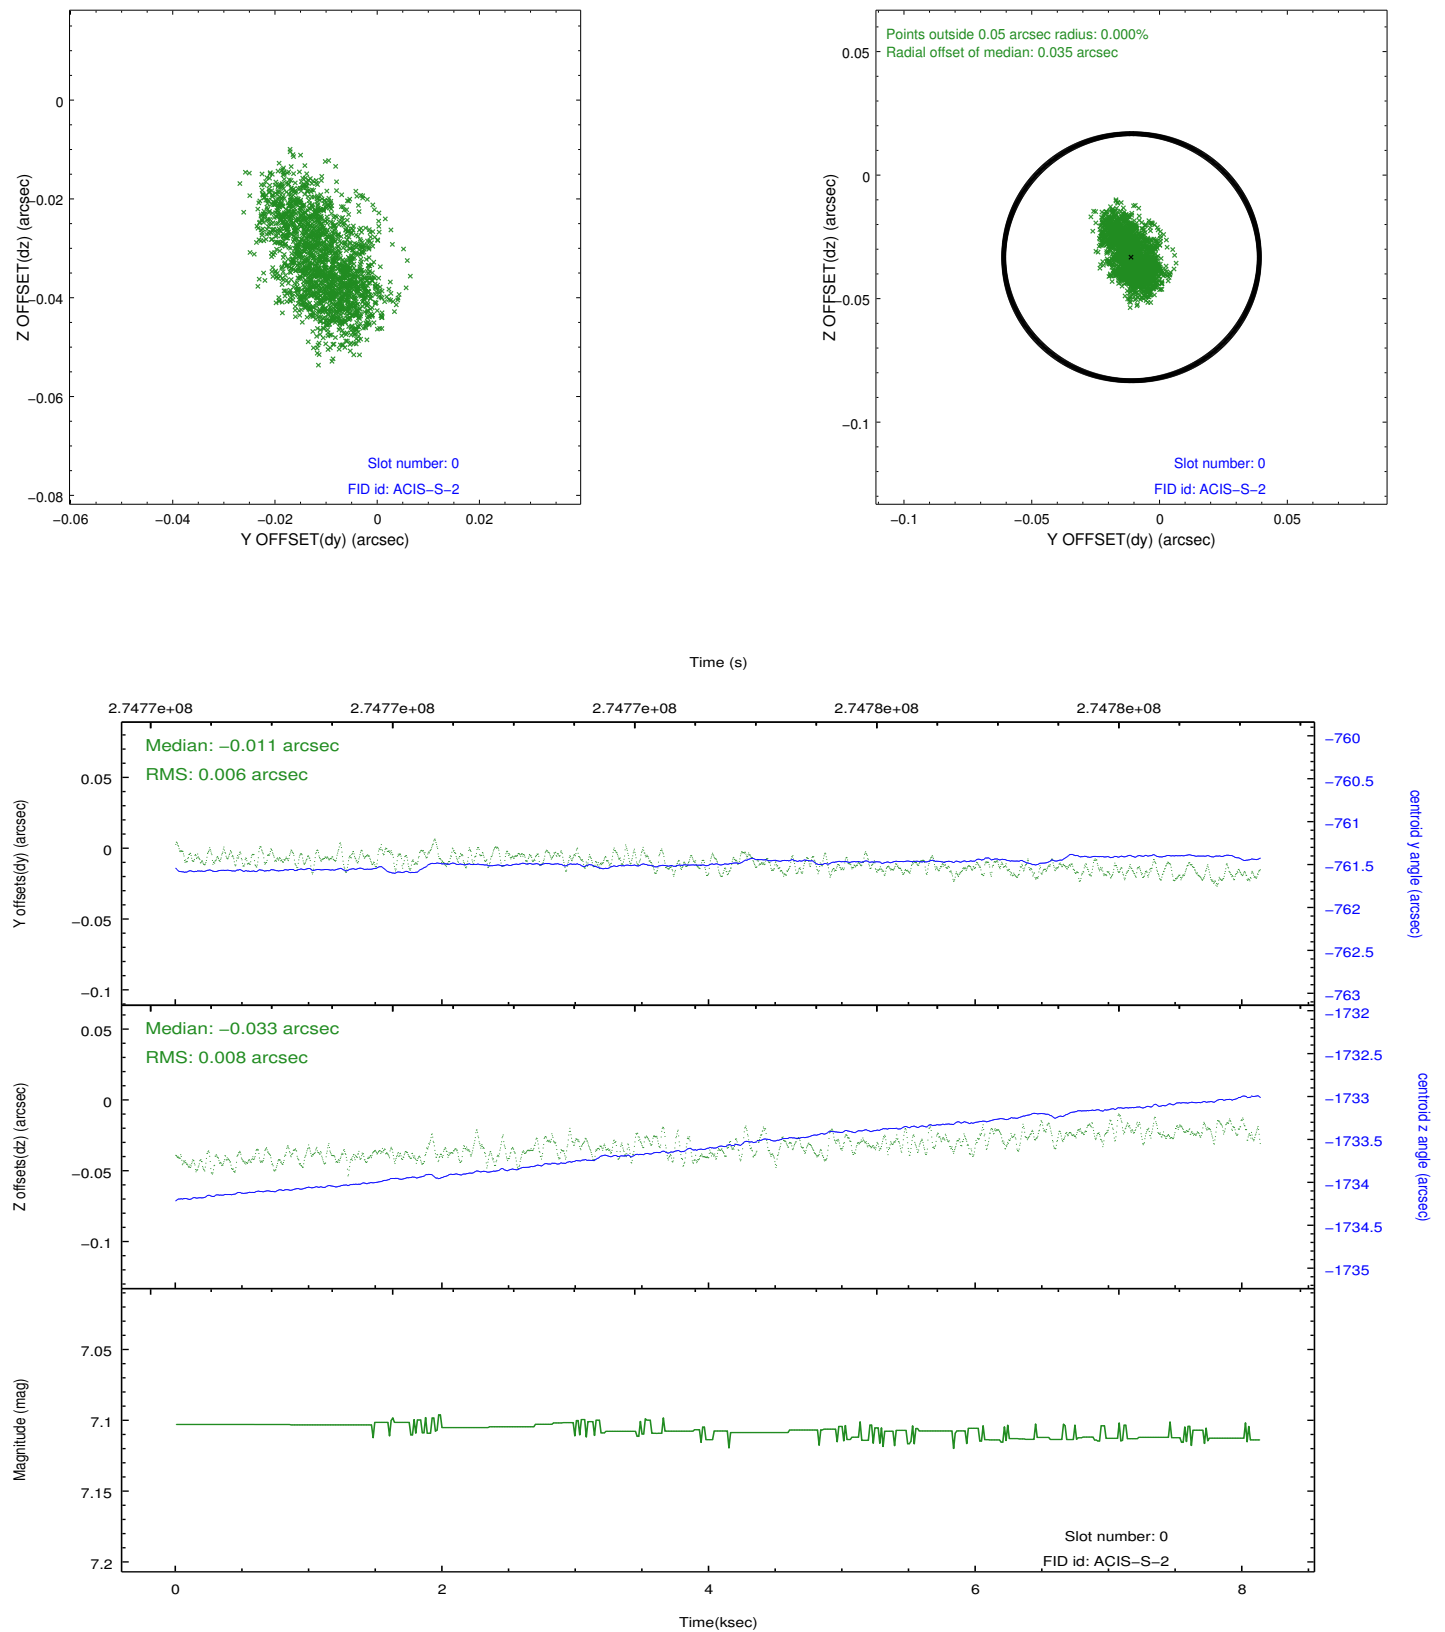 0
−0.02
−0.04
−0.06
−0.08
Z OFFSET(dz) (arcsec)
Slot number: 0
FID id: ACIS−S−2
−0.06
−0.04
−0.02
0
0.02
Y OFFSET(dy) (arcsec)
Points outside 0.05 arcsec radius: 0.000%
Radial offset of median: 0.035 arcsec
0.05
0
−0.05
−0.1
Z OFFSET(dz) (arcsec)
Slot number: 0
FID id: ACIS−S−2
−0.1
−0.05
0
0.05
Y OFFSET(dy) (arcsec)
Time (s)
2.7477e+08
2.7477e+08
2.7477e+08
2.7478e+08
2.7478e+08
Median: −0.011 arcsec
RMS: 0.006 arcsec
0.05
0
−0.05
−0.1
Y offsets(dy) (arcsec)
−760
−760.5
−761
−761.5
−762
−762.5
−763
centroid y angle (arcsec)
Median: −0.033 arcsec
RMS: 0.008 arcsec
0.05
0
−0.05
−0.1
Z offsets(dz) (arcsec)
−1732
−1732.5
−1733
−1733.5
−1734
−1734.5
−1735
centroid z angle (arcsec)
7.05
7.1
7.15
7.2
Magnitude (mag)
Slot number: 0
FID id: ACIS−S−2
0
2
4
6
8
Time(ksec)